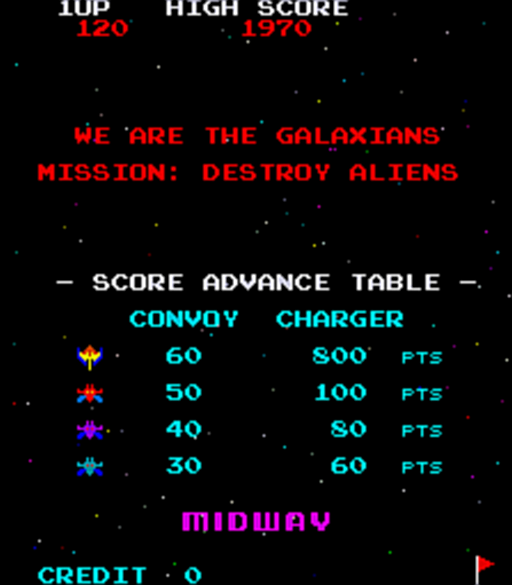 1UP HIGH SCORE
120 1970
WE ARE THE GALAXIANS
MISSION: DESTROY ALIENS
- SCORE ADVANCE TABLE -
CONVOY CHARGER
60 800 PTS
50 100 PTS
40 80 PTS
30 60 PTS
MIDWAY
CREDIT 0